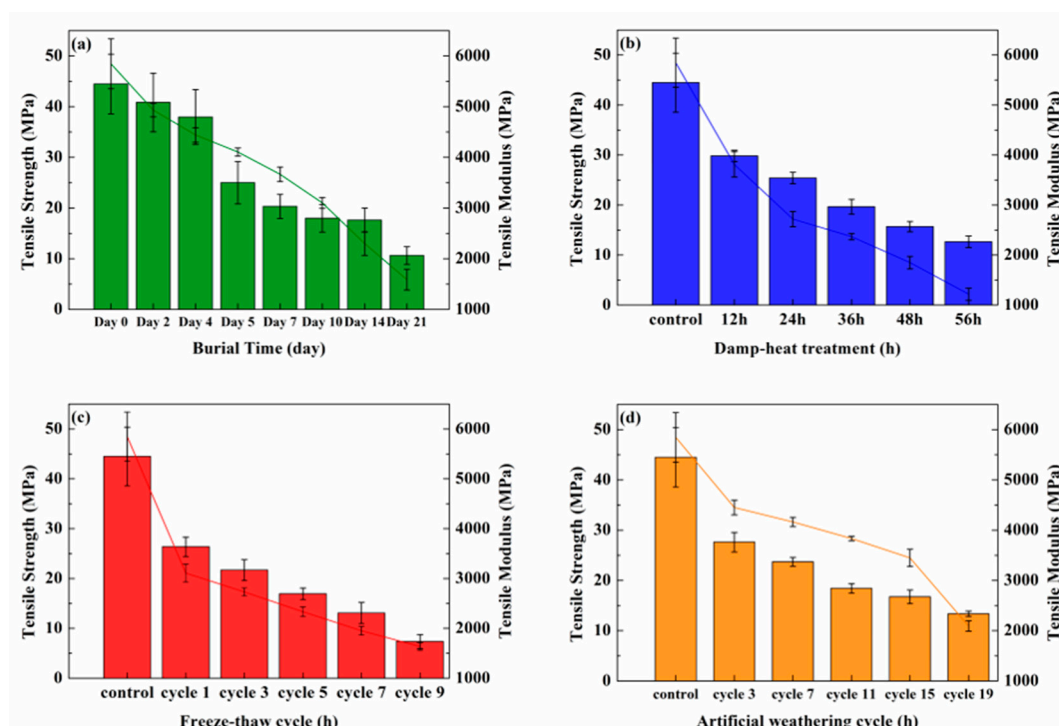 (a)
Tensile Strength (MPa)
50
40
30
20
10
0
6000
5000
4000
3000
2000
1000
Tensile Modulus (MPa)
Day 0 Day 2 Day 4 Day 5 Day 7 Day 10 Day 14 Day 21
Burial Time (day)
(b)
Tensile Strength (MPa)
50
40
30
20
10
0
6000
5000
4000
3000
2000
1000
Tensile Modulus (MPa)
control 12h 24h 36h 48h 56h
Damp-heat treatment (h)
(c)
Tensile Strength (MPa)
50
40
30
20
10
0
6000
5000
4000
3000
2000
1000
Tensile Modulus (MPa)
control cycle 1 cycle 3 cycle 5 cycle 7 cycle 9
Freeze-thaw cycle (h)
(d)
Tensile Strength (MPa)
50
40
30
20
10
0
6000
5000
4000
3000
2000
1000
Tensile Modulus (MPa)
control cycle 3 cycle 7 cycle 11 cycle 15 cycle 19
Artificial weathering cycle (h)